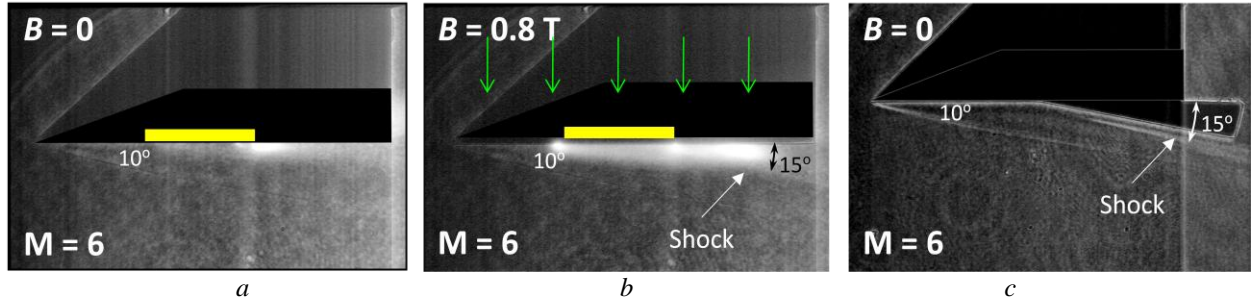 B = 0
10°
M = 6
a
B = 0.8 T
10°
15°
Shock
M = 6
b
B = 0
10°
15°
Shock
M = 6
c